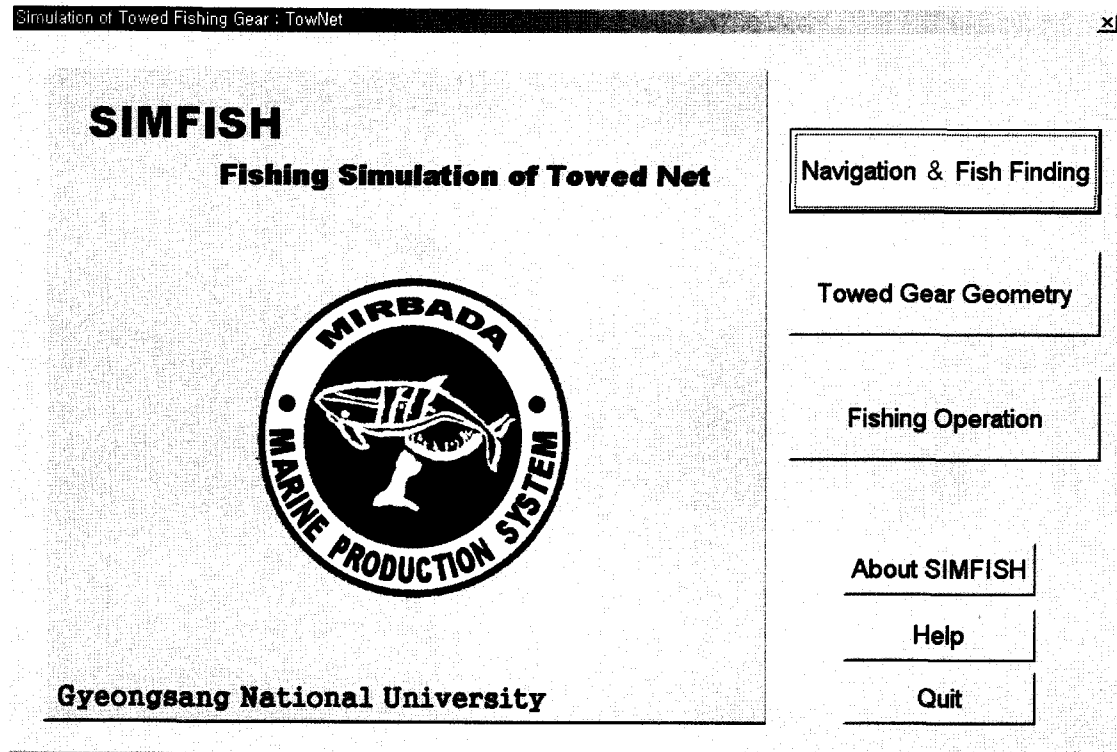 Simulation of Towed Fishing Gear : TowNet
SIMFISH
Fishing Simulation of Towed Net
MIRBADA
MARINE PRODUCTION SYSTEM
Gyeongsang National University
Navigation & Fish Finding
Towed Gear Geometry
Fishing Operation
About SIMFISH
Help
Quit